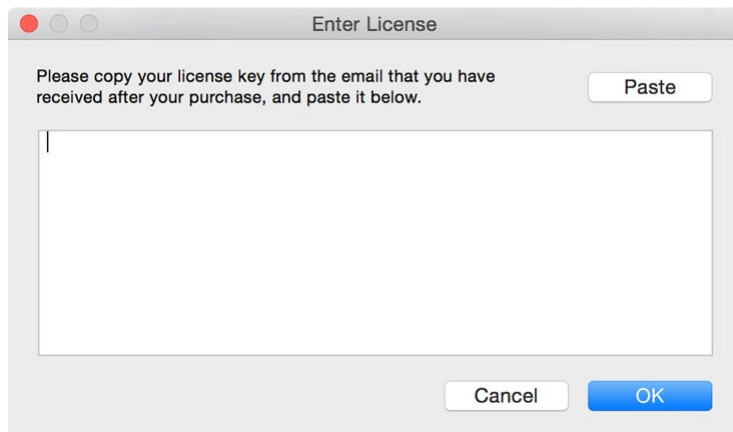 Enter License
Please copy your license key from the email that you have
received after your purchase, and paste it below.
Paste
Cancel
OK